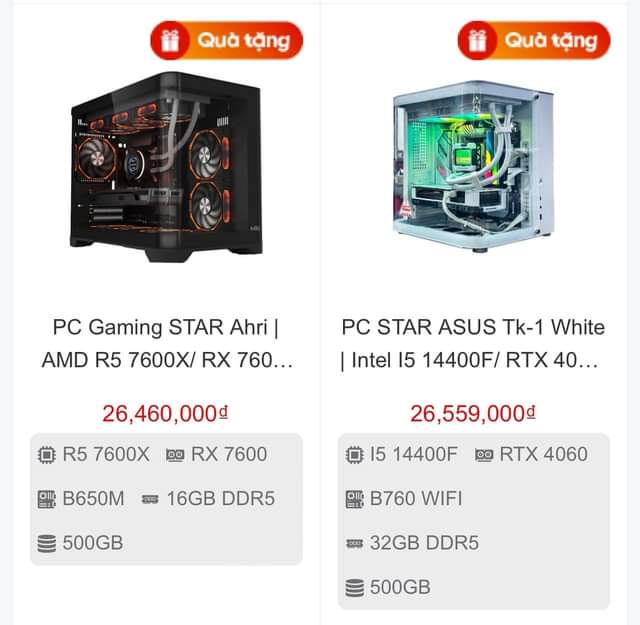 Quà tặng
PC Gaming STAR Ahri |
AMD R5 7600X/ RX 760...
26,460,000₫
R5 7600X RX 7600
B650M 16GB DDR5
500GB
Quà tặng
PC STAR ASUS Tk-1 White
| Intel I5 14400F/ RTX 40...
26,559,000₫
I5 14400F RTX 4060
B760 WIFI
32GB DDR5
500GB